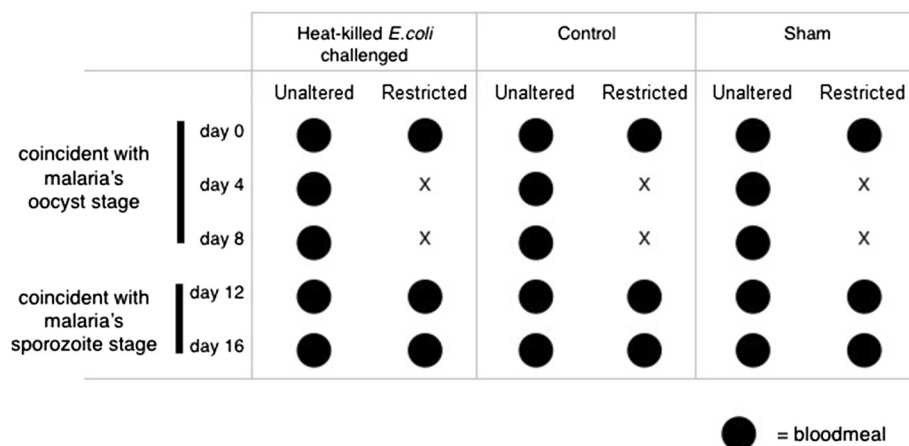 Heat-killed E.coli
challenged
Control
Sham
Unaltered Restricted Unaltered Restricted Unaltered Restricted
coincident with
malaria's
oocyst stage
day 0
day 4 x x x
day 8 x x x
coincident with
malaria's
sporozoite stage
day 12
day 16
= bloodmeal